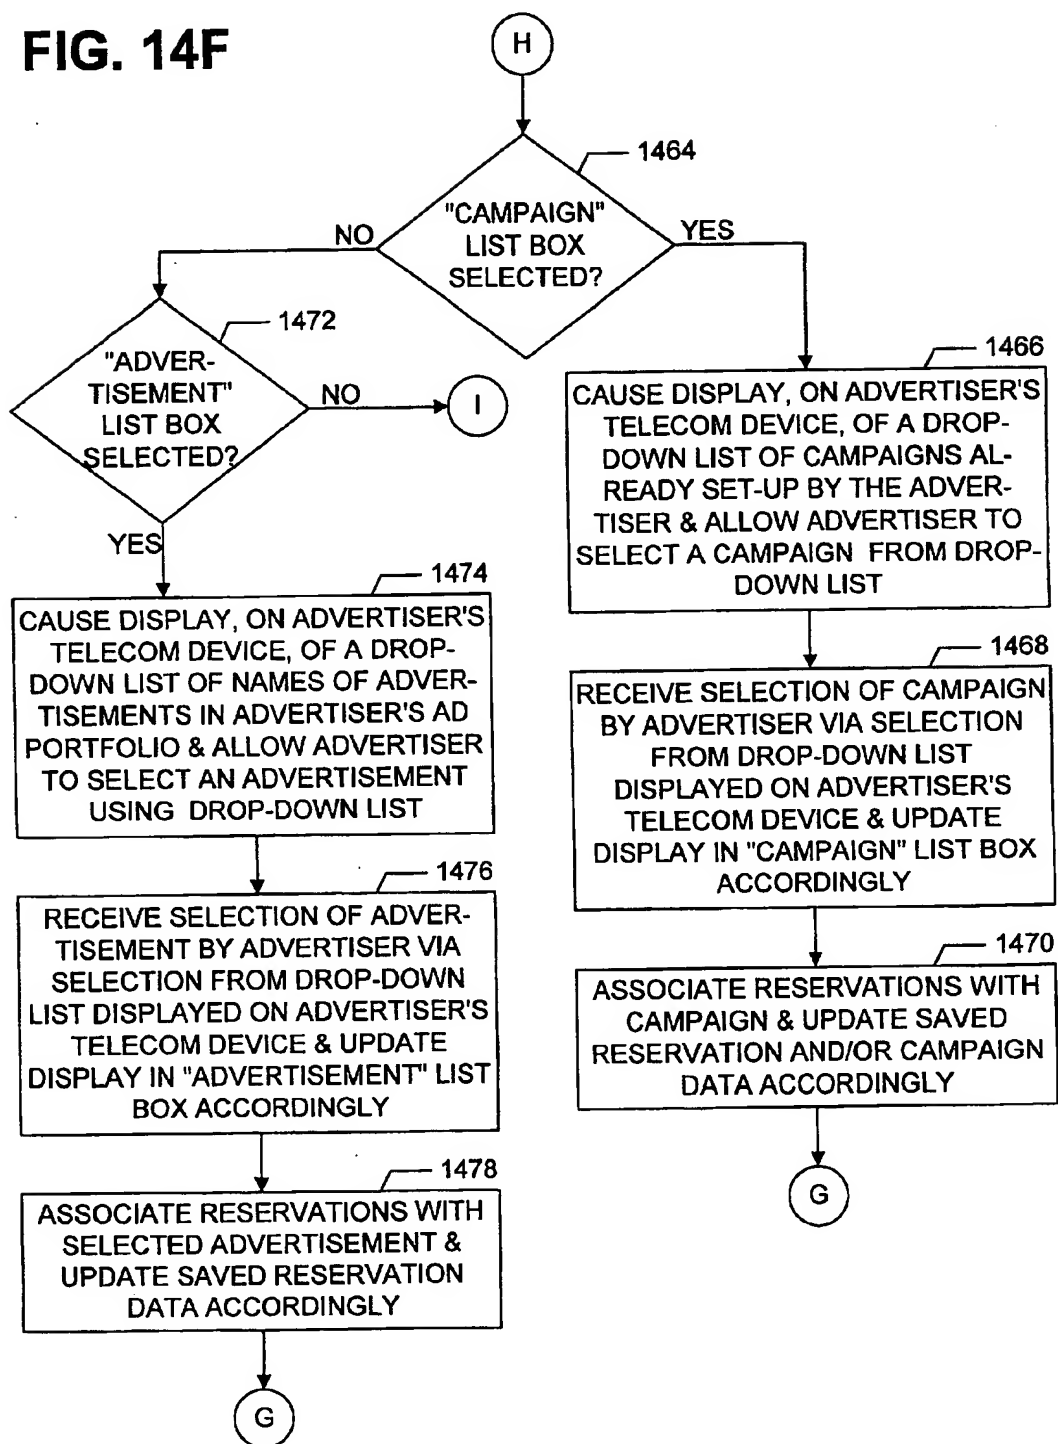 FIG. 14F
H
1464
"CAMPAIGN"
LIST BOX
SELECTED?
NO
YES
1472
"ADVER-
TISEMENT"
LIST BOX
SELECTED?
NO
I
YES
1466
CAUSE DISPLAY, ON ADVERTISER'S
TELECOM DEVICE, OF A DROP-
DOWN LIST OF CAMPAIGNS AL-
READY SET-UP BY THE ADVER-
TISER & ALLOW ADVERTISER TO
SELECT A CAMPAIGN FROM DROP-
DOWN LIST
1474
CAUSE DISPLAY, ON ADVERTISER'S
TELECOM DEVICE, OF A DROP-
DOWN LIST OF NAMES OF ADVER-
TISEMENTS IN ADVERTISER'S AD
PORTFOLIO & ALLOW ADVERTISER
TO SELECT AN ADVERTISEMENT
USING DROP-DOWN LIST
1468
RECEIVE SELECTION OF CAMPAIGN
BY ADVERTISER VIA SELECTION
FROM DROP-DOWN LIST
DISPLAYED ON ADVERTISER'S
TELECOM DEVICE & UPDATE
DISPLAY IN "CAMPAIGN" LIST BOX
ACCORDINGLY
1476
RECEIVE SELECTION OF ADVER-
TISEMENT BY ADVERTISER VIA
SELECTION FROM DROP-DOWN
LIST DISPLAYED ON ADVERTISER'S
TELECOM DEVICE & UPDATE
DISPLAY IN "ADVERTISEMENT" LIST
BOX ACCORDINGLY
1470
ASSOCIATE RESERVATIONS WITH
CAMPAIGN & UPDATE SAVED
RESERVATION AND/OR CAMPAIGN
DATA ACCORDINGLY
G
1478
ASSOCIATE RESERVATIONS WITH
SELECTED ADVERTISEMENT &
UPDATE SAVED RESERVATION
DATA ACCORDINGLY
G